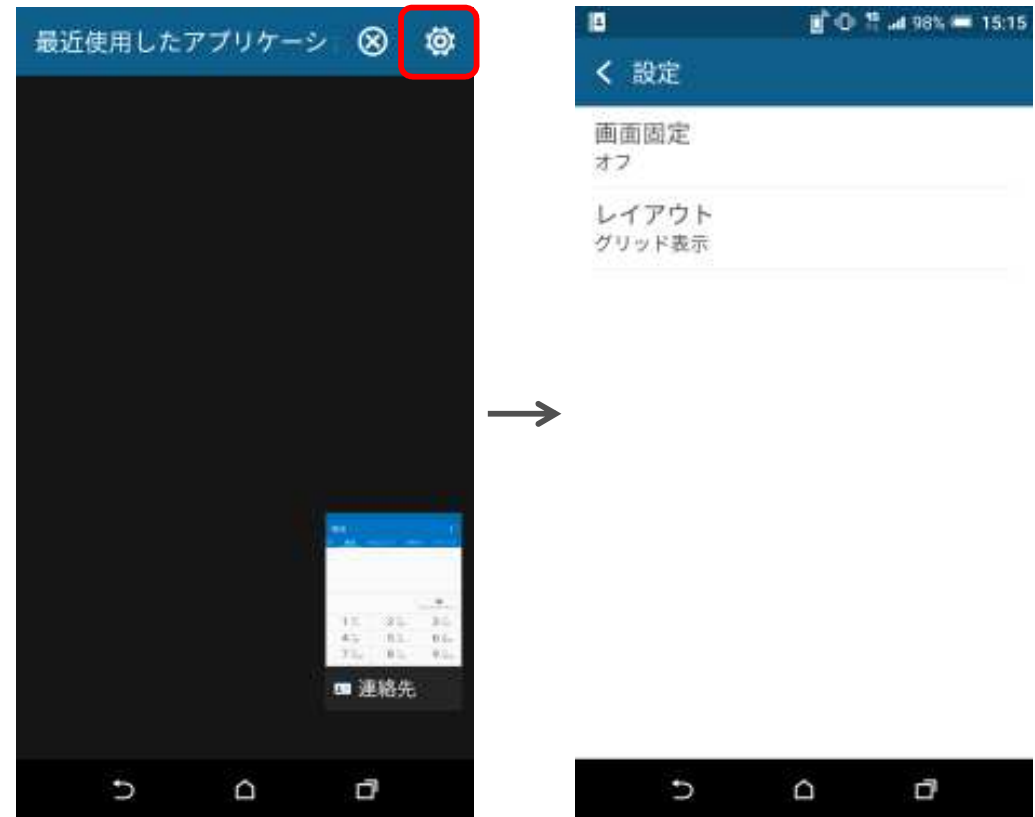 最近使用したアプリケーシ
連絡先
98% 15:15
設定
画面固定
オフ
レイアウト
グリッド表示